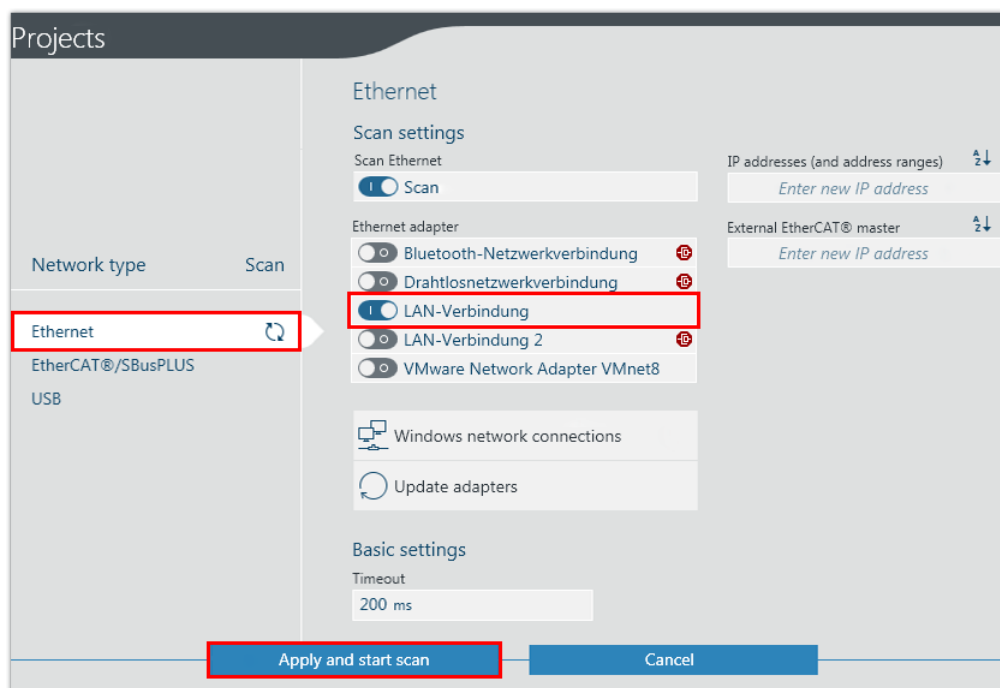 Projects
Network type
Scan
Ethernet
EtherCAT®/SBusPLUS
USB
Ethernet
Scan settings
Scan Ethernet
Scan
Ethernet adapter
Bluetooth-Netzwerkverbindung
Drahtlosnetzwerkverbindung
LAN-Verbindung
LAN-Verbindung 2
VMware Network Adapter VMnet8
Windows network connections
Update adapters
Basic settings
Timeout
200 ms
IP addresses (and address ranges)
A
Z
Enter new IP address
External EtherCAT® master
A
Z
Enter new IP address
Apply and start scan
Cancel